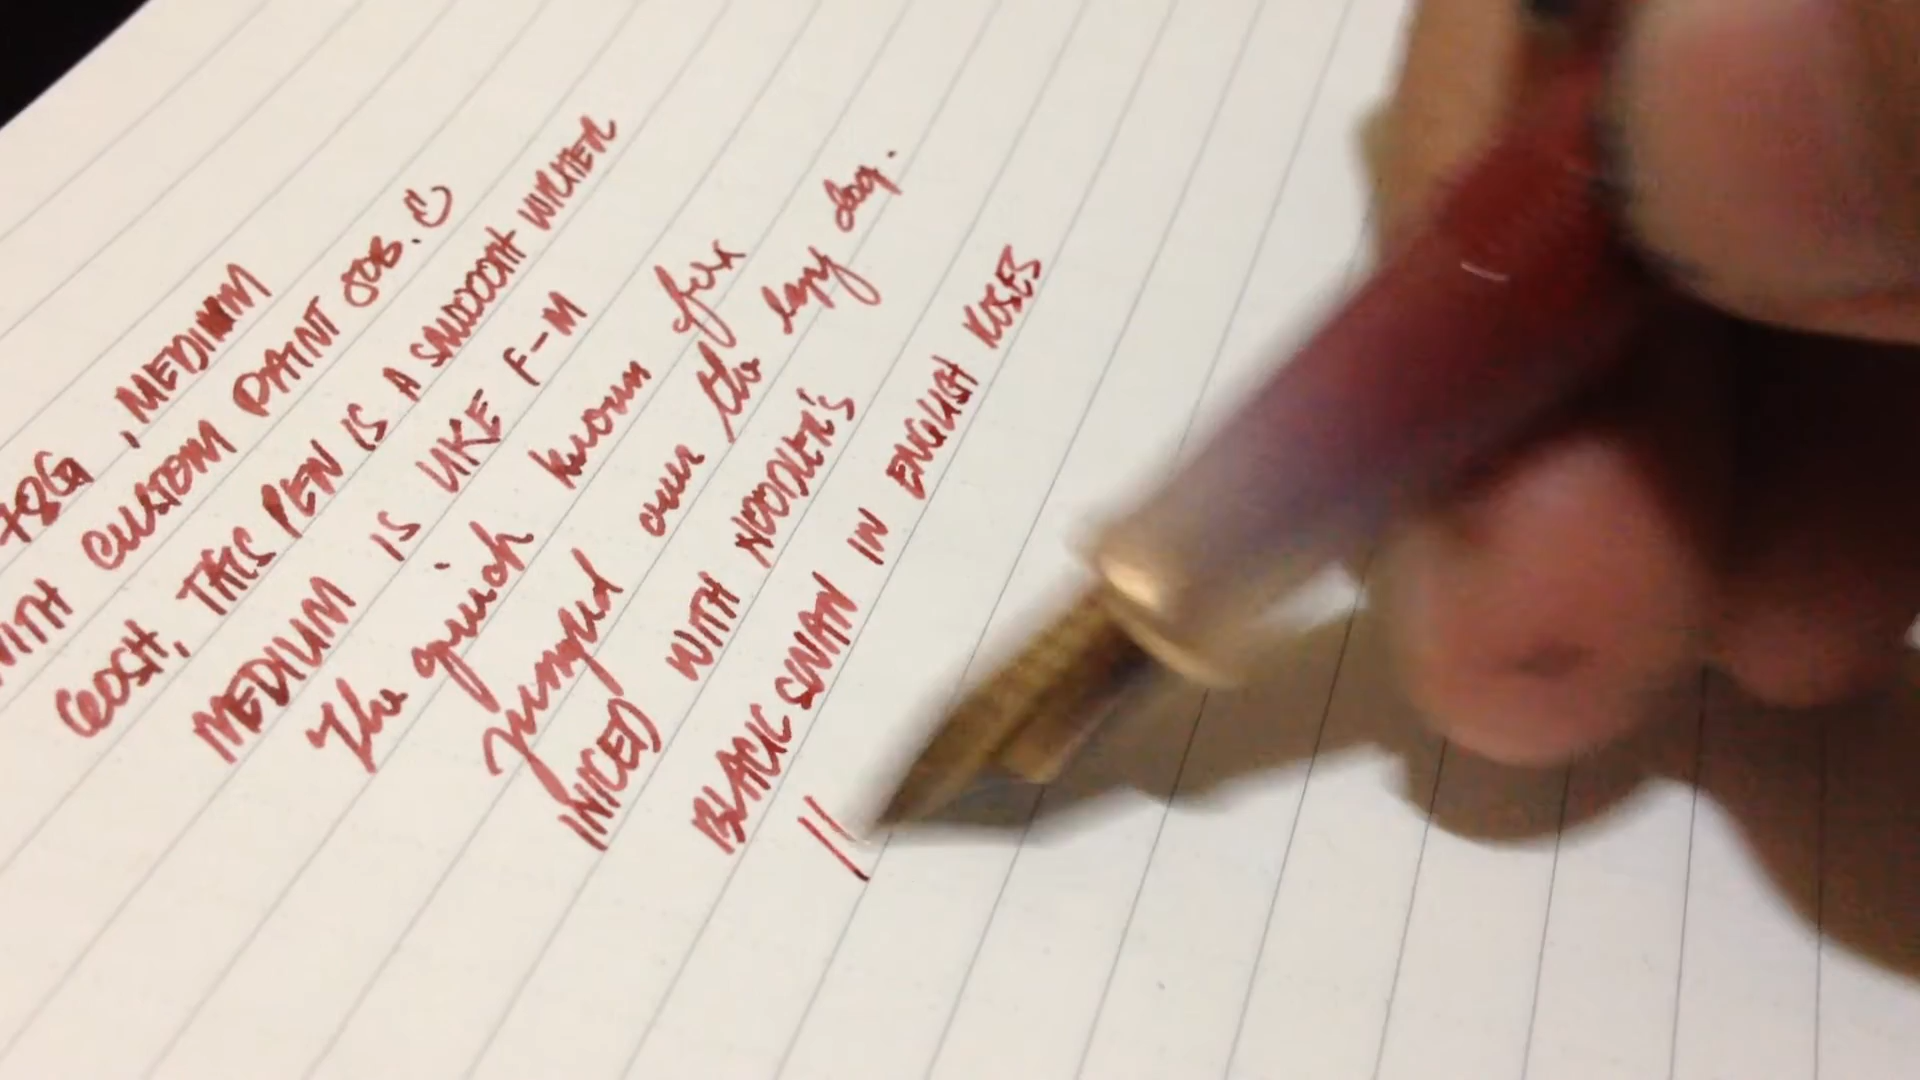 78G, MEDIUM
WITH CUSTOM PAINT JOB. :)
GOSH, THIS PEN IS A SMOOOOTH WRITER
MEDIUM IS LIKE F-M
The quick brown fox
jumped over the lazy dog.
INKED WITH NOODLER'S
BLACK SWAN IN ENGLISH ROSES